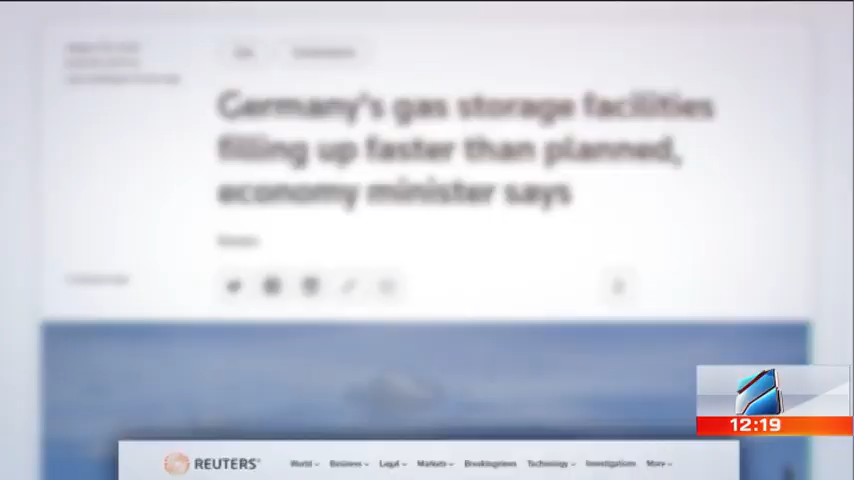 Germany's gas storage facilities
filling up faster than planned,
economy minister says
12:19
REUTERS
World Business Legal Markets Breakingviews Technology Investigations More